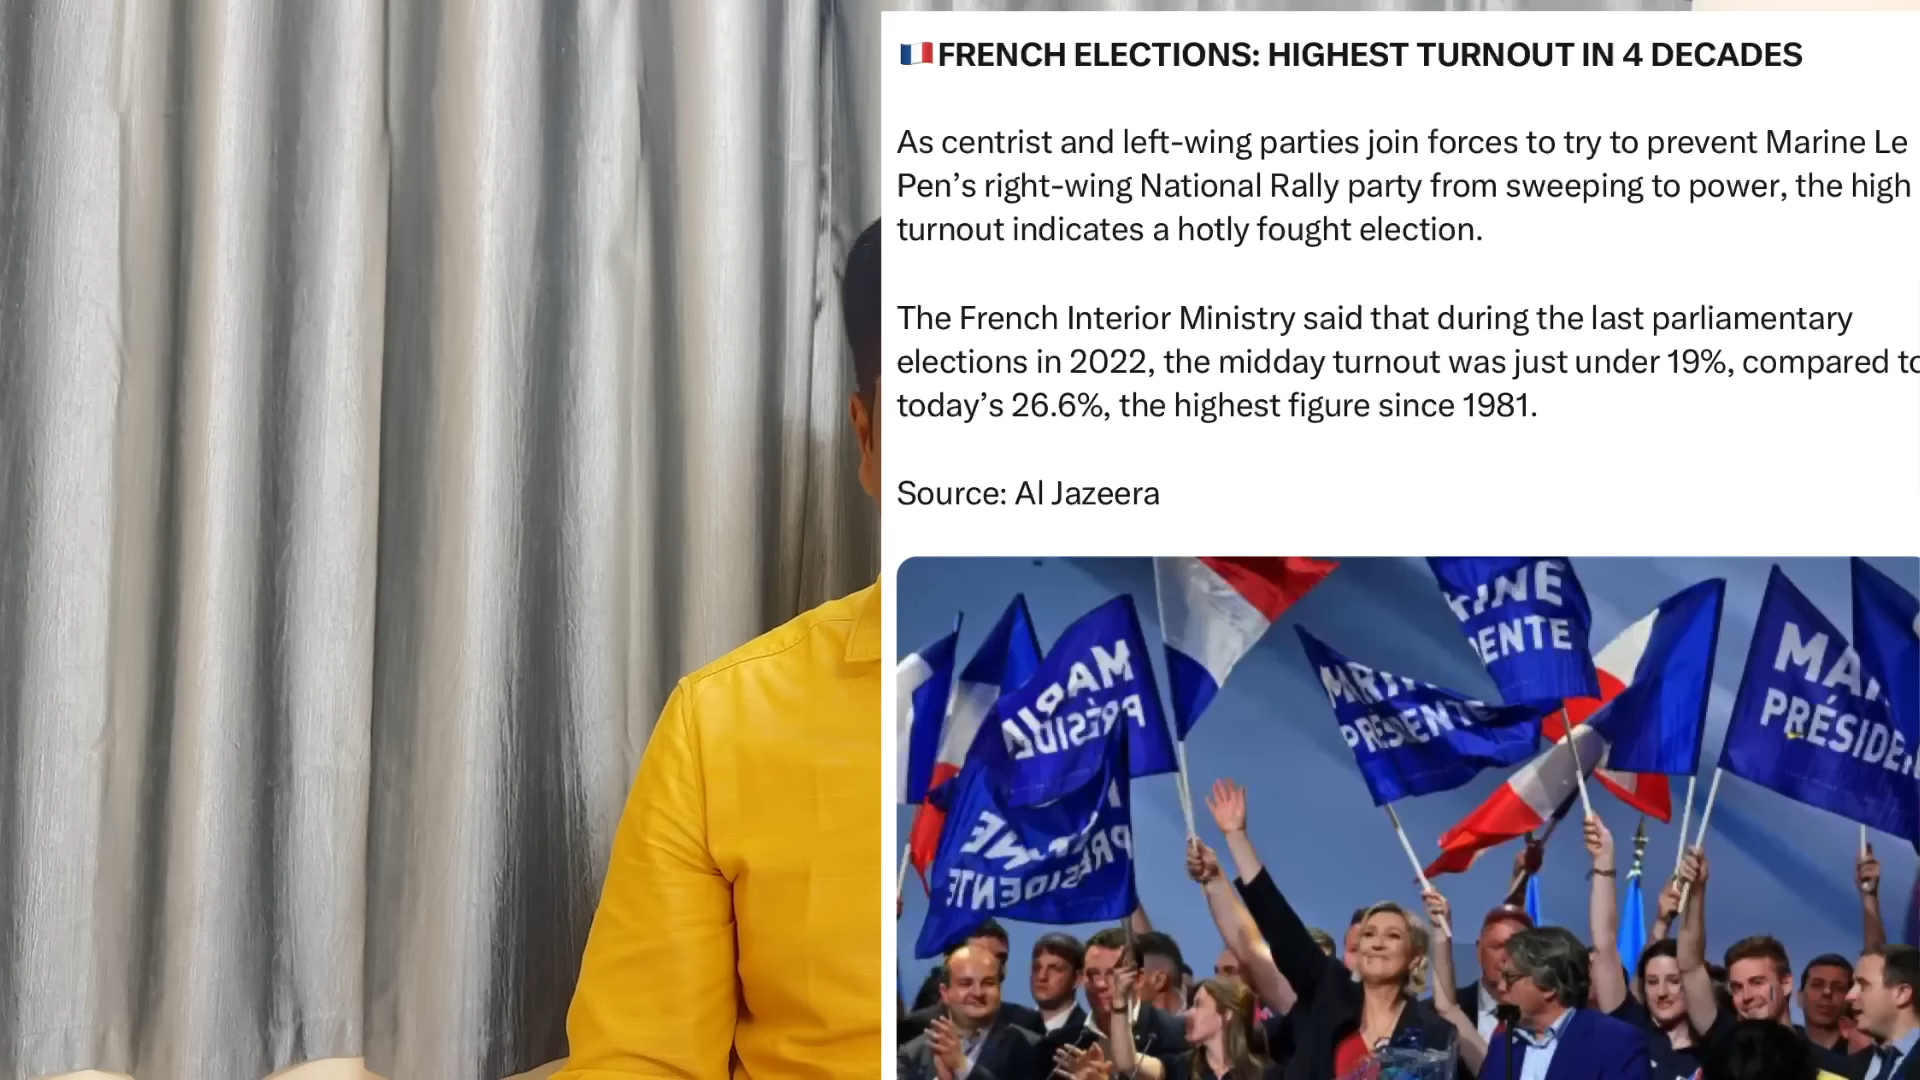 🇫🇷FRENCH ELECTIONS: HIGHEST TURNOUT IN 4 DECADES
As centrist and left-wing parties join forces to try to prevent Marine Le
Pen’s right-wing National Rally party from sweeping to power, the high
turnout indicates a hotly fought election.
The French Interior Ministry said that during the last parliamentary
elections in 2022, the midday turnout was just under 19%, compared to
today’s 26.6%, the highest figure since 1981.
Source: Al Jazeera
PRÉSIDENTE